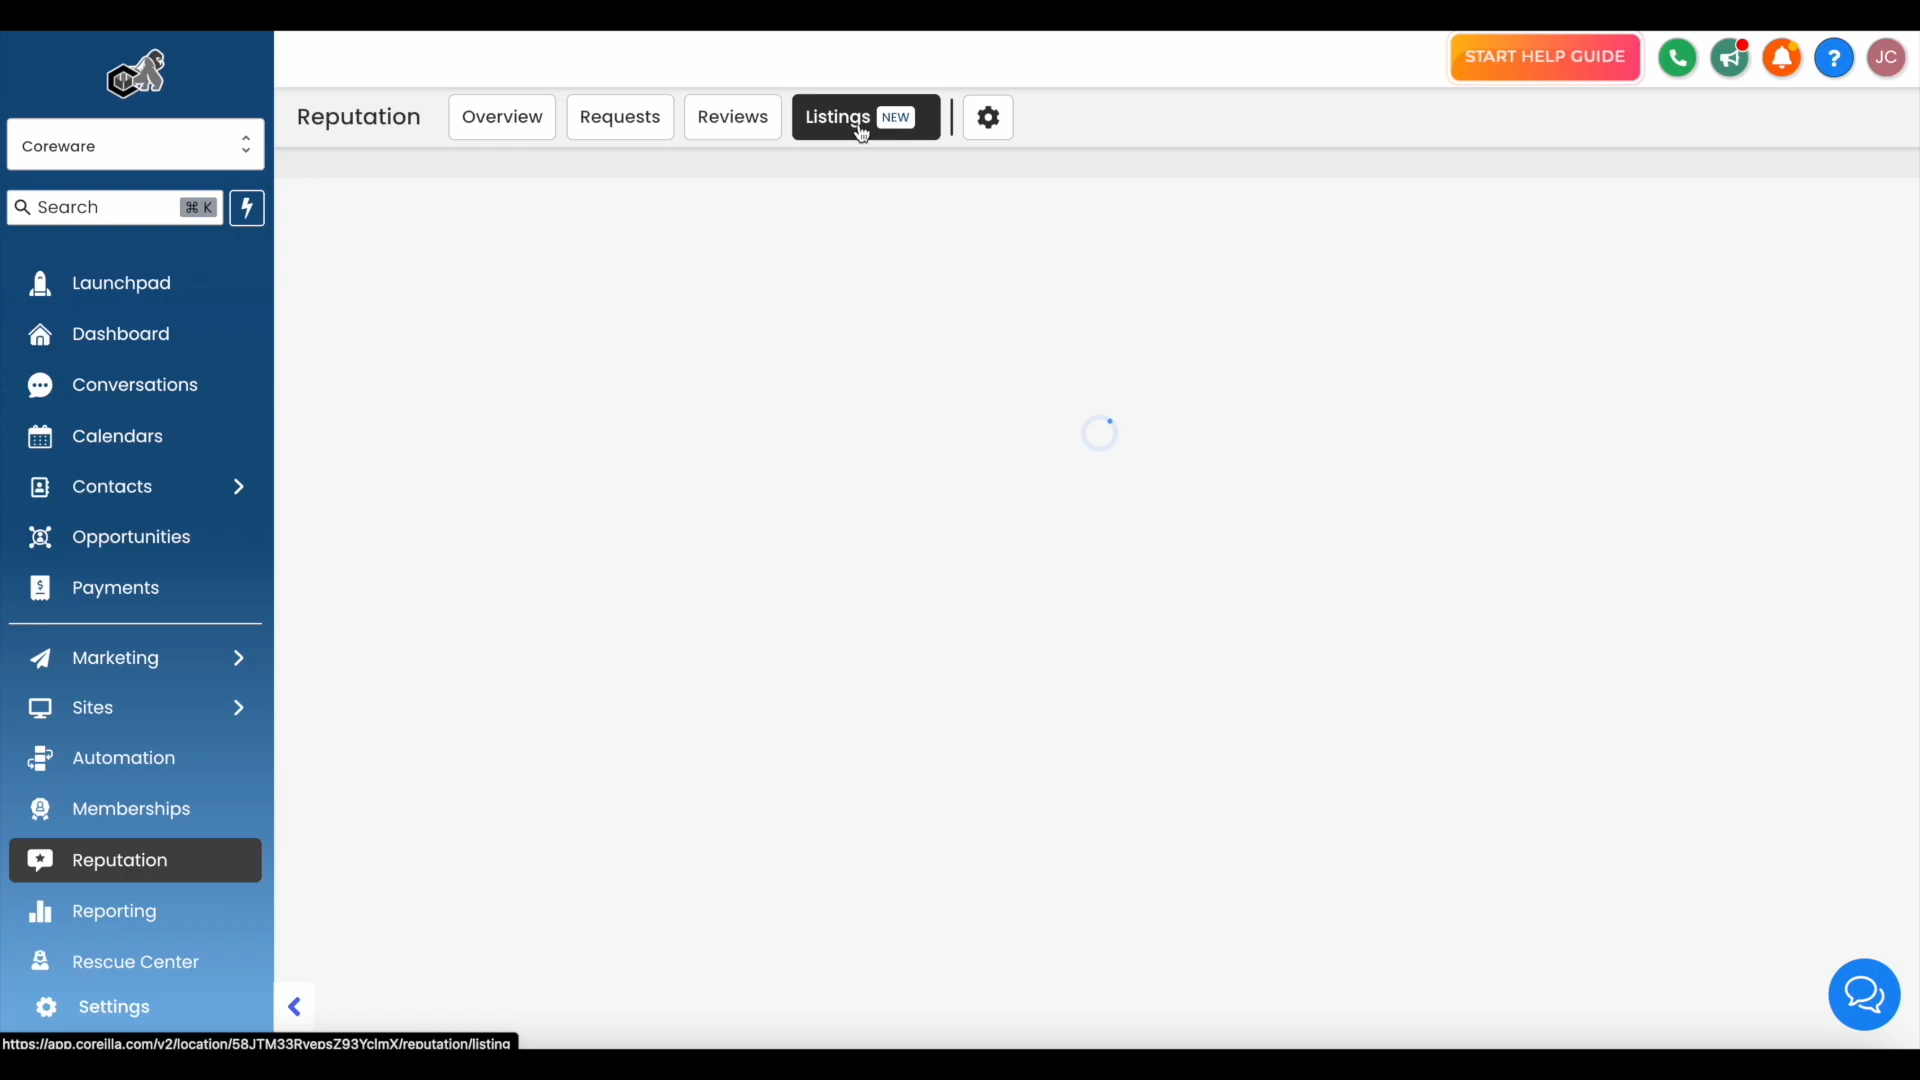 START HELP GUIDE
?
JC
Reputation
Overview
Requests
Reviews
Listings NEW
Coreware
Search
⌘ K
Launchpad
Dashboard
Conversations
Calendars
Contacts
Opportunities
Payments
Marketing
Sites
Automation
Memberships
Reputation
Reporting
Rescue Center
Settings
https://app.coreilla.com/v2/location/58JTM33RvepsZ93YclmX/reputation/listing